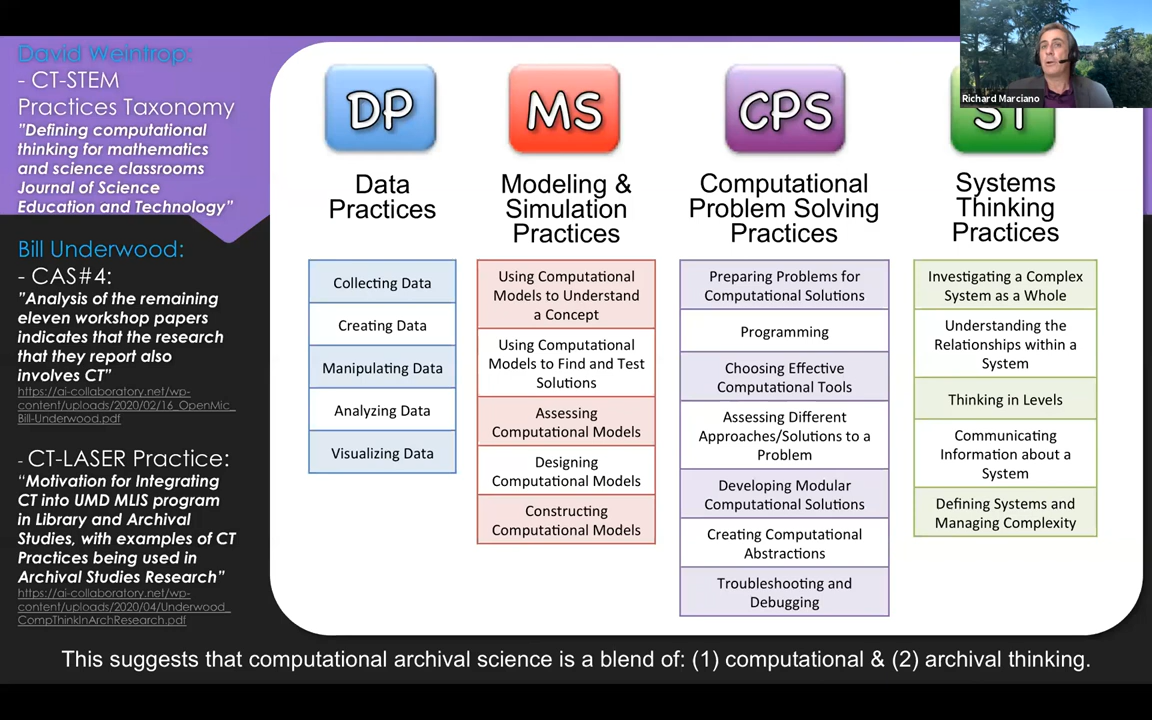 David Weintrop:
- CT-STEM
Practices Taxonomy
"Defining computational
thinking for mathematics
and science classrooms
Journal of Science
Education and Technology"
Bill Underwood:
- CAS#4:
"Analysis of the remaining
eleven workshop papers
indicates that the research
that they report also
involves CT"
https://ai-collaboratory.net/wp-
content/uploads/2020/02/16_OpenMic_
Bill-Underwood.pdf
- CT-LASER Practice:
"Motivation for Integrating
CT into UMD MLIS program
in Library and Archival
Studies, with examples of CT
Practices being used in
Archival Studies Research"
https://ai-collaboratory.net/wp-
content/uploads/2020/04/Underwood_
CompThinkInArchResearch.pdf
DP
Data
Practices
Collecting Data
Creating Data
Manipulating Data
Analyzing Data
Visualizing Data
MS
Modeling &
Simulation
Practices
Using Computational
Models to Understand
a Concept
Using Computational
Models to Find and Test
Solutions
Assessing
Computational Models
Designing
Computational Models
Constructing
Computational Models
CPS
Computational
Problem Solving
Practices
Preparing Problems for
Computational Solutions
Programming
Choosing Effective
Computational Tools
Assessing Different
Approaches/Solutions to a
Problem
Developing Modular
Computational Solutions
Creating Computational
Abstractions
Troubleshooting and
Debugging
ST
Systems
Thinking
Practices
Investigating a Complex
System as a Whole
Understanding the
Relationships within a
System
Thinking in Levels
Communicating
Information about a
System
Defining Systems and
Managing Complexity
Richard Marciano
This suggests that computational archival science is a blend of: (1) computational & (2) archival thinking.